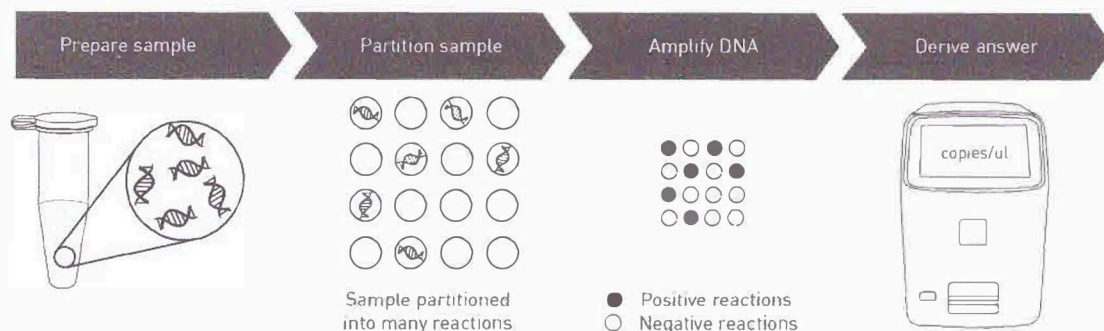 Prepare sample
Partition sample
Amplify DNA
Derive answer
copies/ul
Sample partitioned
into many reactions
Positive reactions
Negative reactions